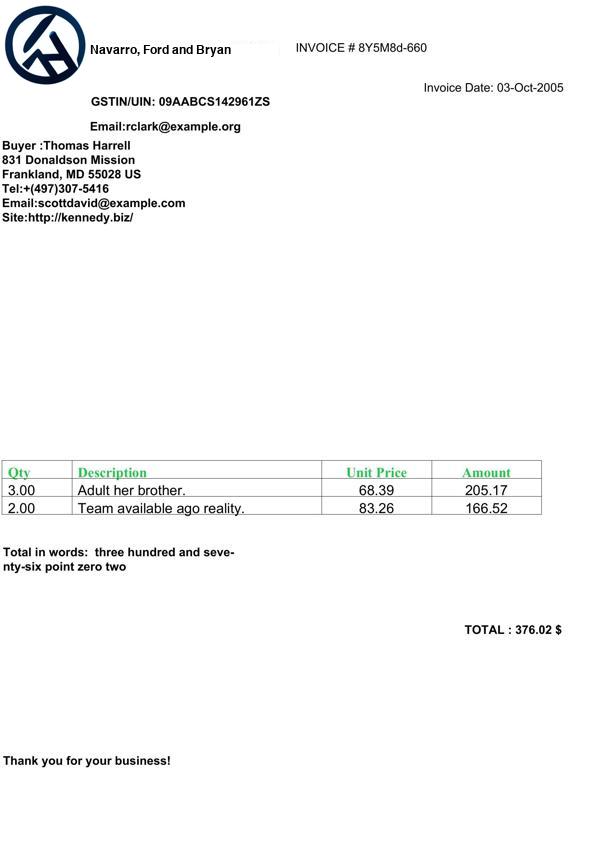 Navarro, Ford and Bryan
INVOICE # 8Y5M8d-660
Invoice Date: 03-Oct-2005
GSTIN/UIN: 09AABCS142961ZS
Email:rclark@example.org
Buyer :Thomas Harrell
831 Donaldson Mission
Frankland, MD 55028 US
Tel:+(497)307-5416
Email:scottdavid@example.com
Site:http://kennedy.biz/
Qty Description Unit Price Amount
3.00 Adult her brother. 68.39 205.17
2.00 Team available ago reality. 83.26 166.52
Total in words: three hundred and seve-
nty-six point zero two
TOTAL : 376.02 $
Thank you for your business!